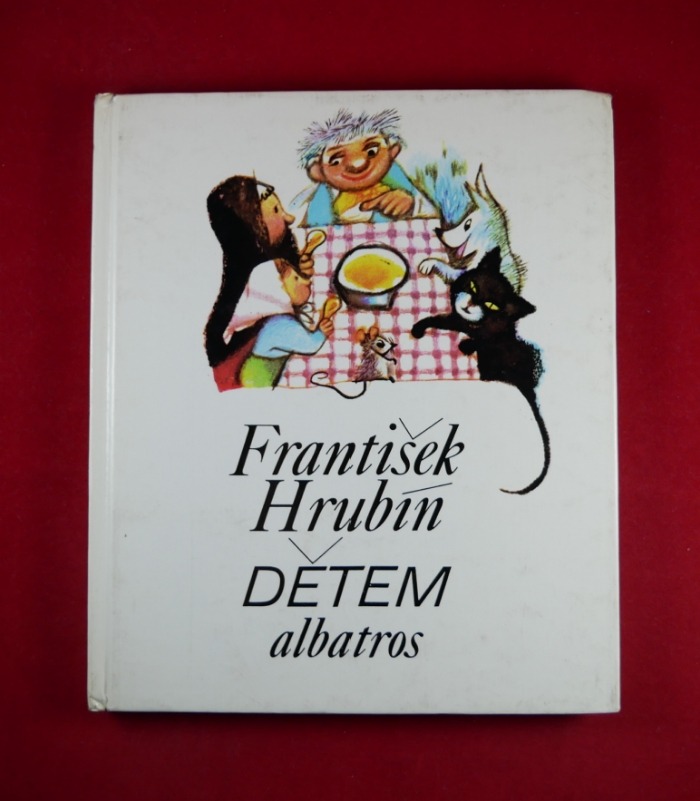 František
Hrubín
DĚTEM
albatros